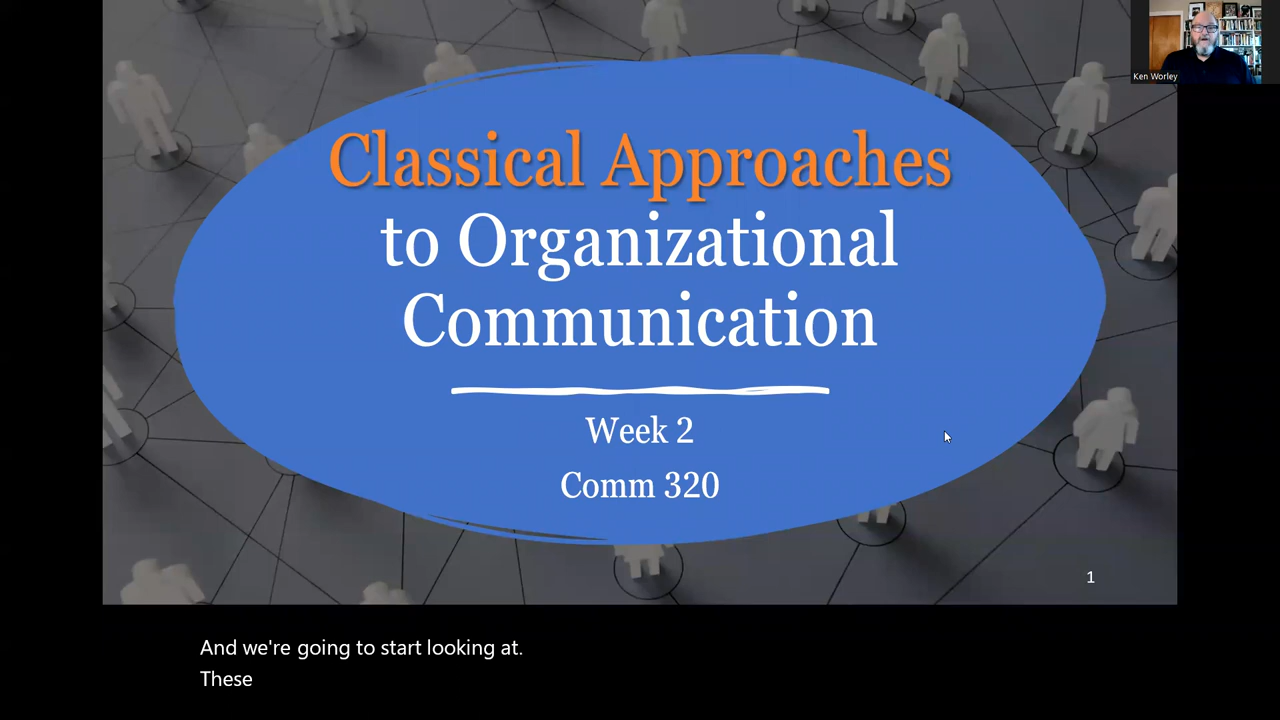 Classical Approaches
to Organizational
Communication
Week 2
Comm 320
1
Ken Worley
And we're going to start looking at.
These